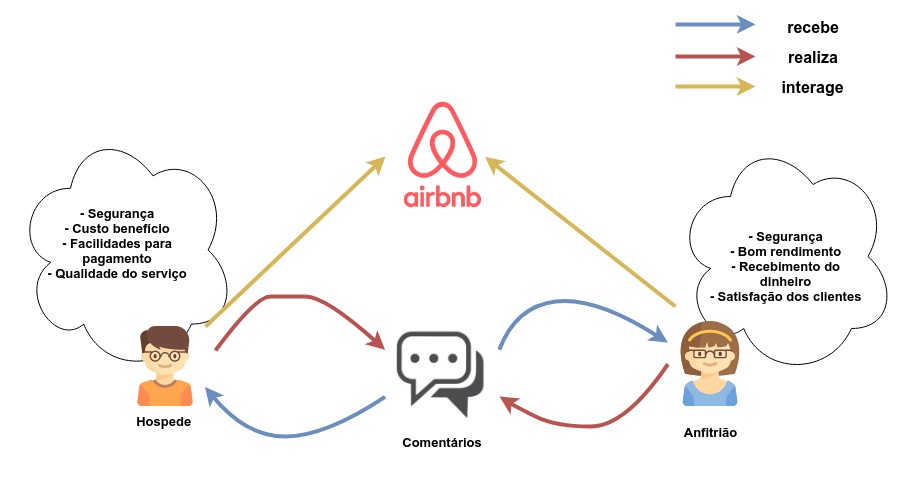 recebe
realiza
interage
airbnb
- Segurança
- Custo benefício
- Facilidades para
pagamento
- Qualidade do serviço
- Segurança
- Bom rendimento
- Recebimento do
dinheiro
- Satisfação dos clientes
Hospede
Comentários
Anfitrião